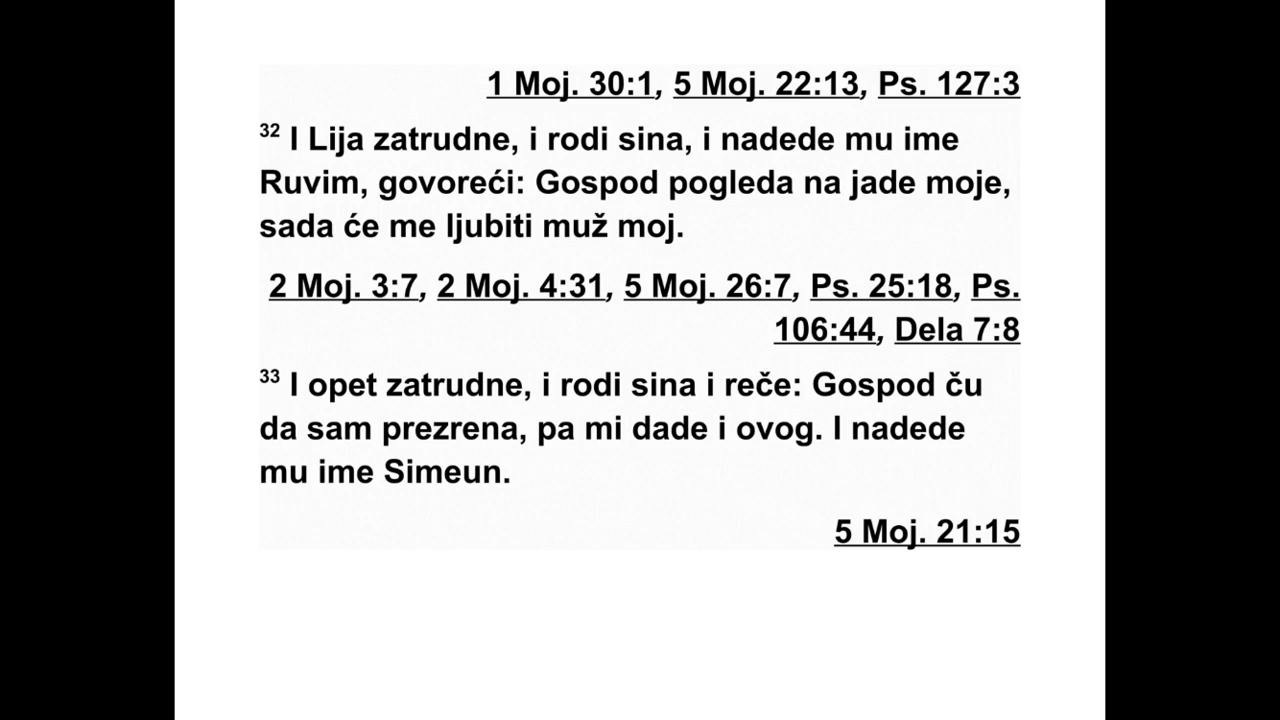 1 Moj. 30:1, 5 Moj. 22:13, Ps. 127:3
32 I Lija zatrudne, i rodi sina, i nadede mu ime
Ruvim, govoreći: Gospod pogleda na jade moje,
sada će me ljubiti muž moj.
2 Moj. 3:7, 2 Moj. 4:31, 5 Moj. 26:7, Ps. 25:18, Ps.
106:44, Dela 7:8
33 I opet zatrudne, i rodi sina i reče: Gospod ču
da sam prezrena, pa mi dade i ovog. I nadede
mu ime Simeun.
5 Moj. 21:15